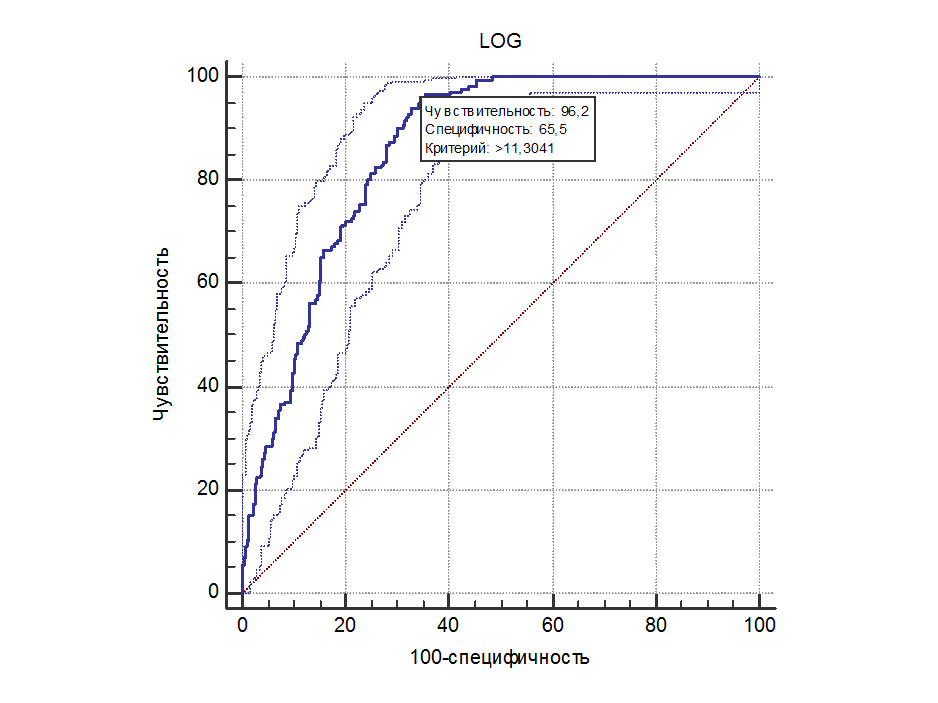 LOG
100
80
60
40
20
0
Чувствительность
Чувствительность: 96,2
Специфичность: 65,5
Критерий: >11,3041
0 20 40 60 80 100
100-специфичность